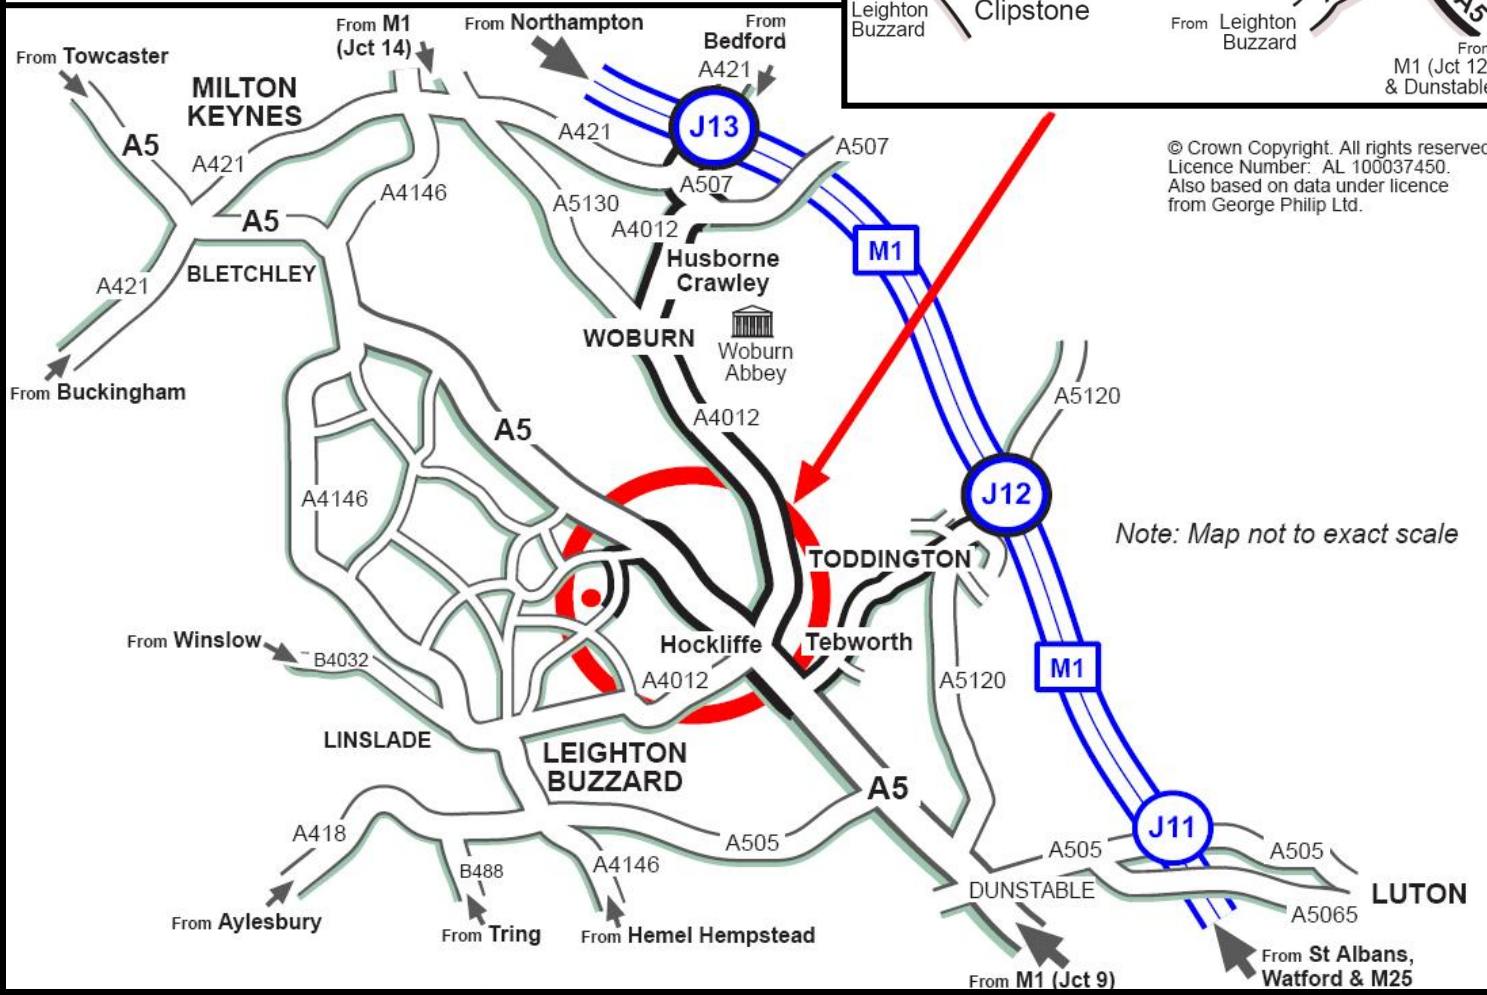 Leighton
Buzzard
Clipstone
From Leighton
Buzzard
A5
M1 (Jct 12
& Dunstable
From Towcaster
From M1
(Jct 14)
From Northampton
From
Bedford
A421
MILTON
KEYNES
A5
A421
A4146
A421
J13
A507
A507
A5130
A4012
© Crown Copyright. All rights reserved
Licence Number: AL 100037450.
Also based on data under licence
from George Philip Ltd.
A5
BLETCHLEY
A421
Husborne
Crawley
M1
WOBURN
Woburn
Abbey
From Buckingham
A5120
A4012
A5
A4146
J12
Note: Map not to exact scale
TODDINGTON
From Winslow
B4032
Hockliffe
Tebworth
A4012
A5120
M1
LINSLADE
LEIGHTON
BUZZARD
A5
A418
A505
A4146
B488
J11
A505
A505
DUNSTABLE
LUTON
A5065
From Aylesbury
From Tring
From Hemel Hempstead
From M1 (Jct 9)
From St Albans,
Watford & M25